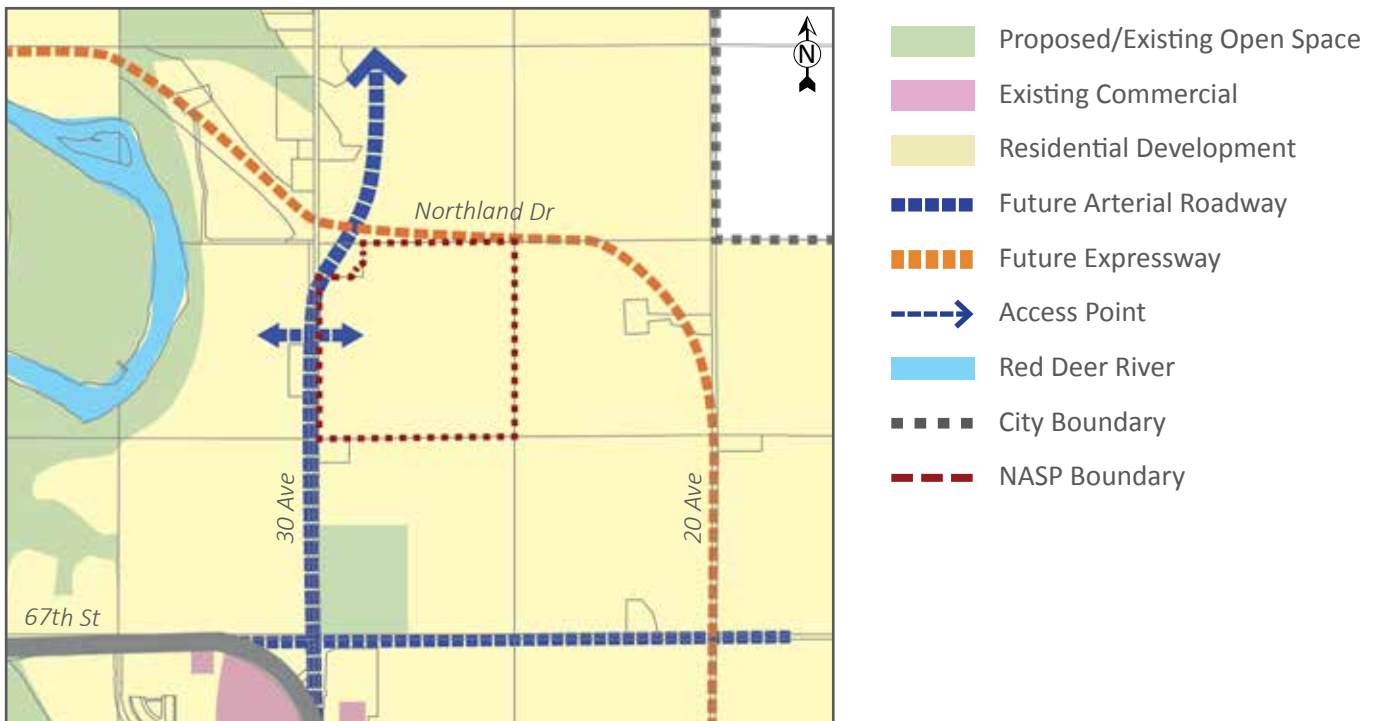 N
Northland Dr
30 Ave
20 Ave
67th St
Proposed/Existing Open Space
Existing Commercial
Residential Development
Future Arterial Roadway
Future Expressway
Access Point
Red Deer River
City Boundary
NASP Boundary